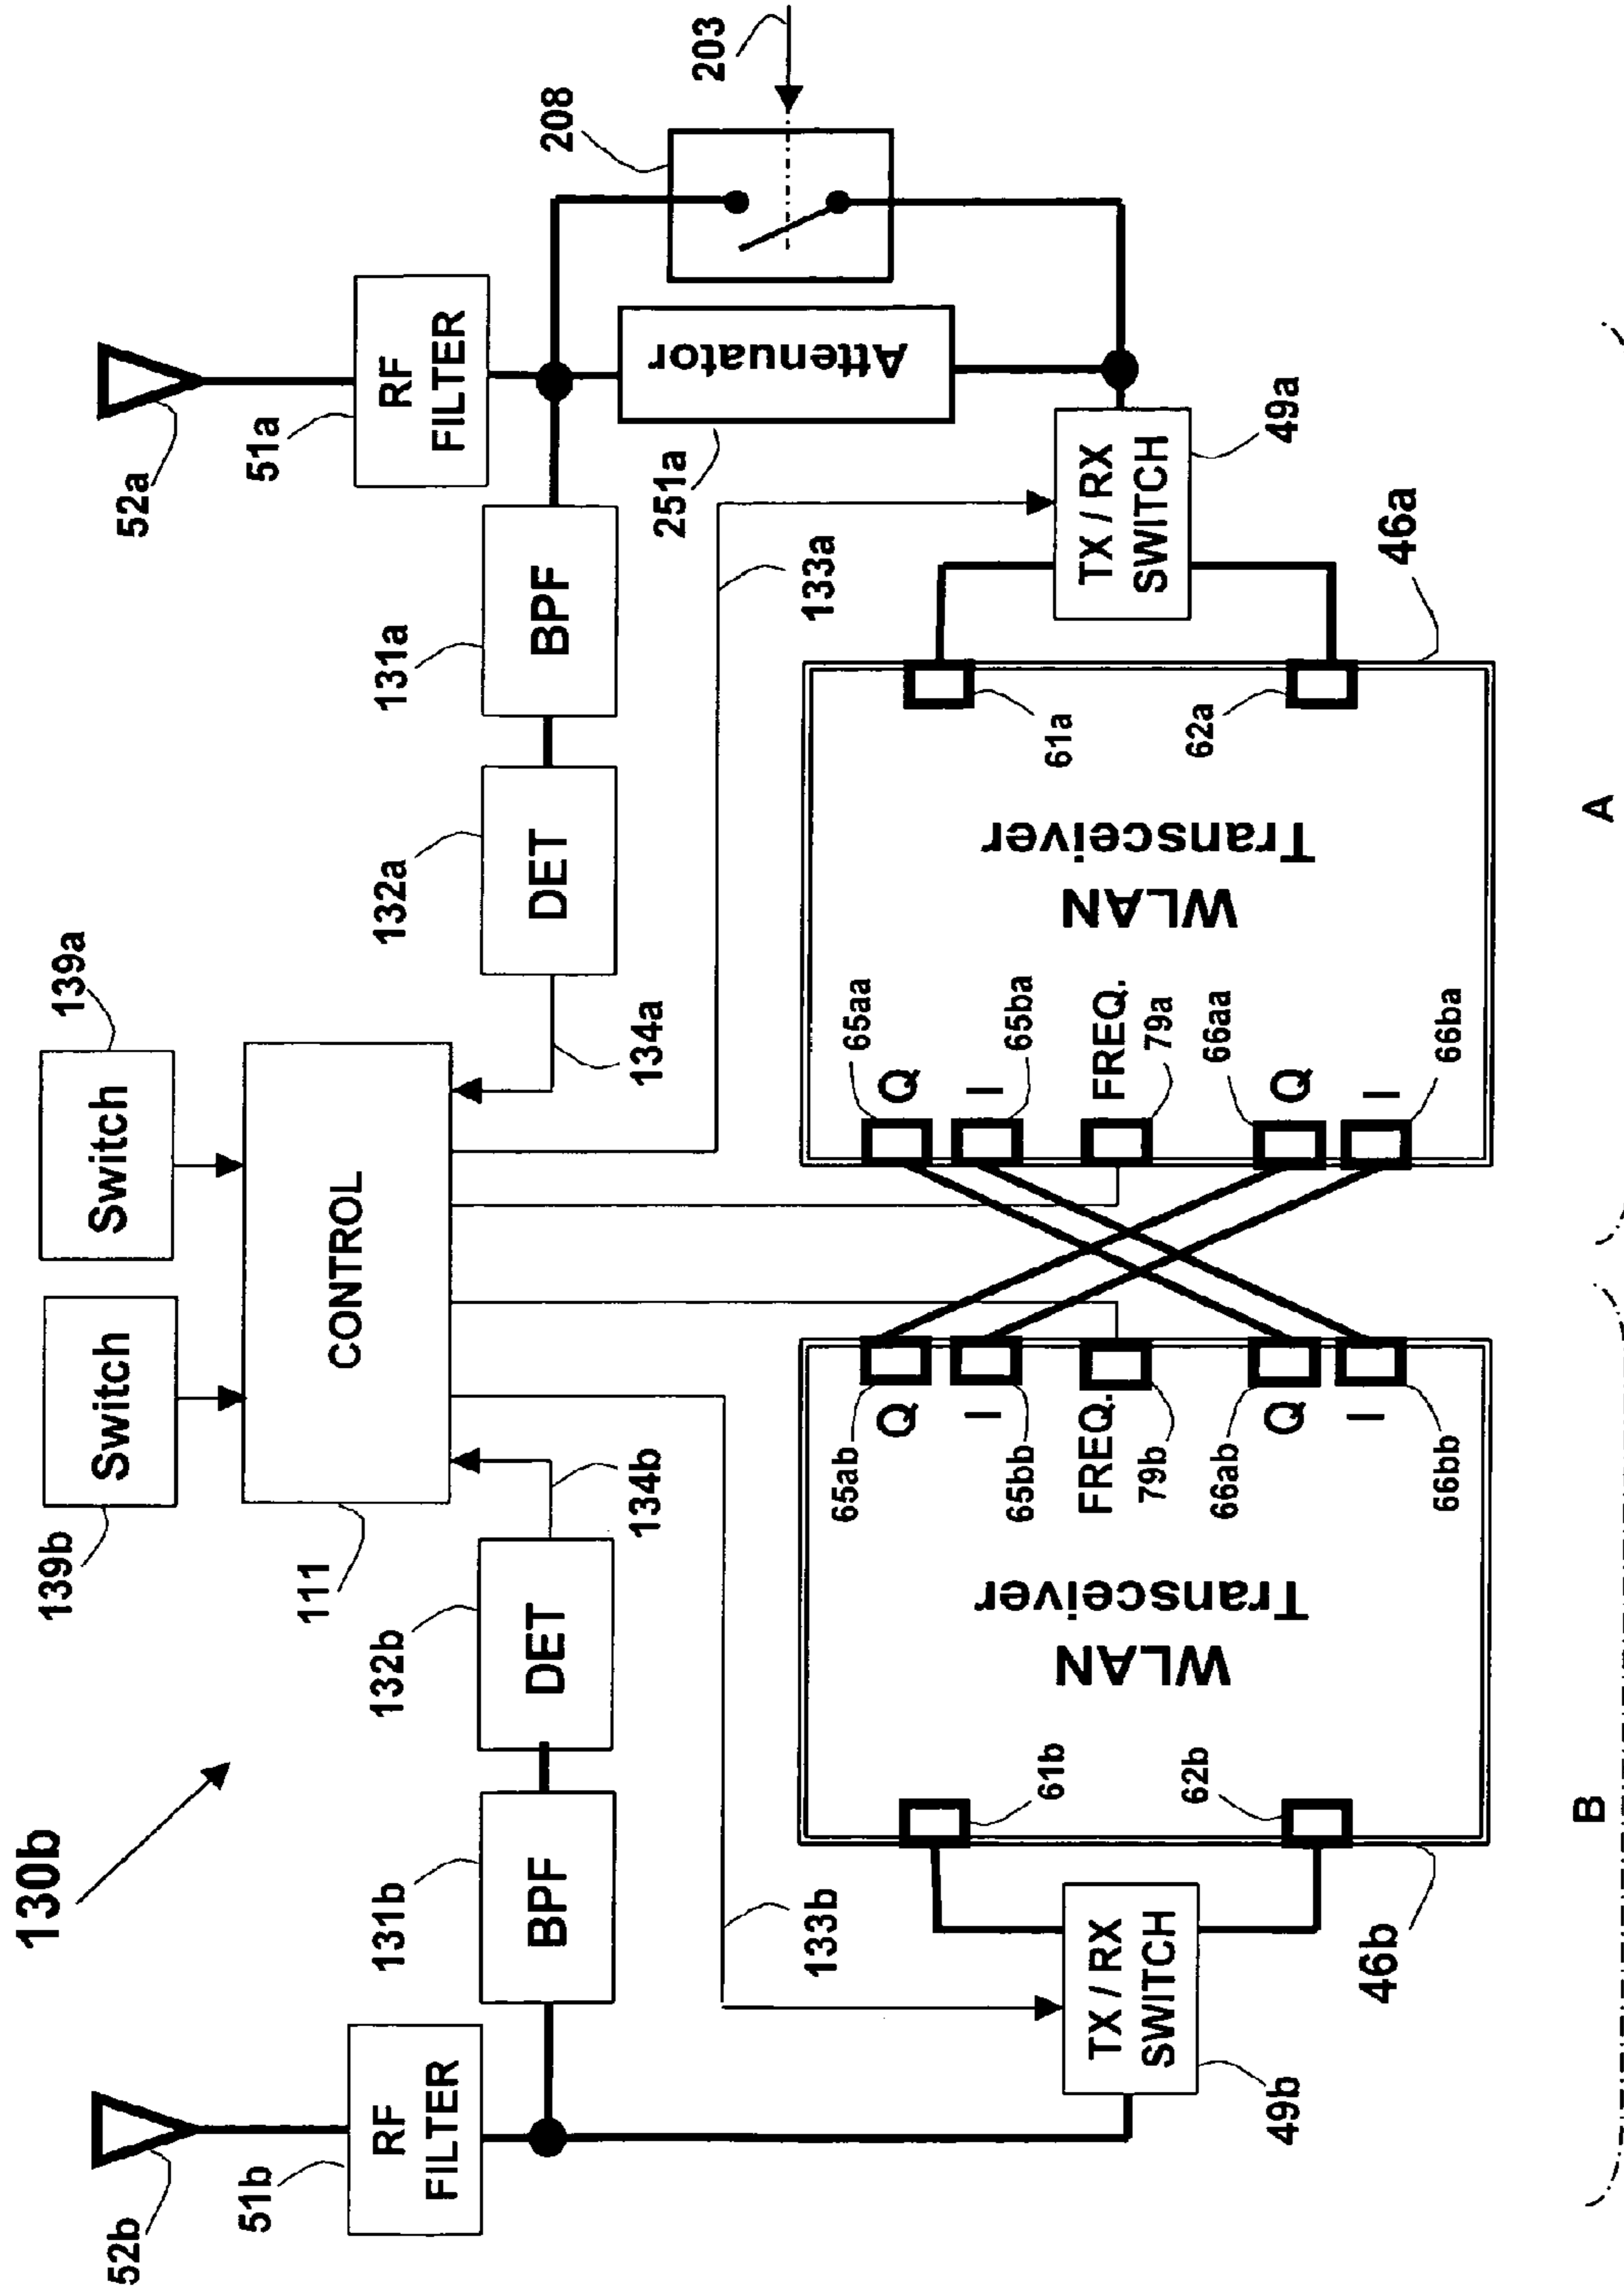 130b
139b
139a
Switch
Switch
111
CONTROL
52b
52a
51b
RF
FILTER
51a
RF
FILTER
131b
BPF
132b
DET
134b
134a
132a
DET
131a
BPF
208
203
251a
Attenuator
133b
133a
49b
TX / RX
SWITCH
49a
TX / RX
SWITCH
46b
61b
62b
WLAN
Transceiver
65ab
Q
65bb
I
FREQ.
79b
66ab
Q
66bb
I
65aa
Q
65ba
I
FREQ.
79a
66aa
Q
66ba
I
WLAN
Transceiver
61a
62a
46a
B
A